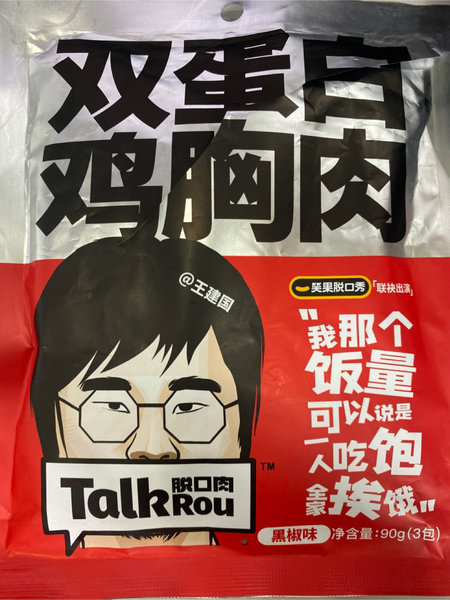 双蛋白
鸡胸肉
@王建国
笑果脱口秀「联袂出演」
"我那个
饭量
可以说是
一人吃饱
全家挨饿"
Talk脱口肉
Rou
TM
黑椒味 净含量:90g(3包)